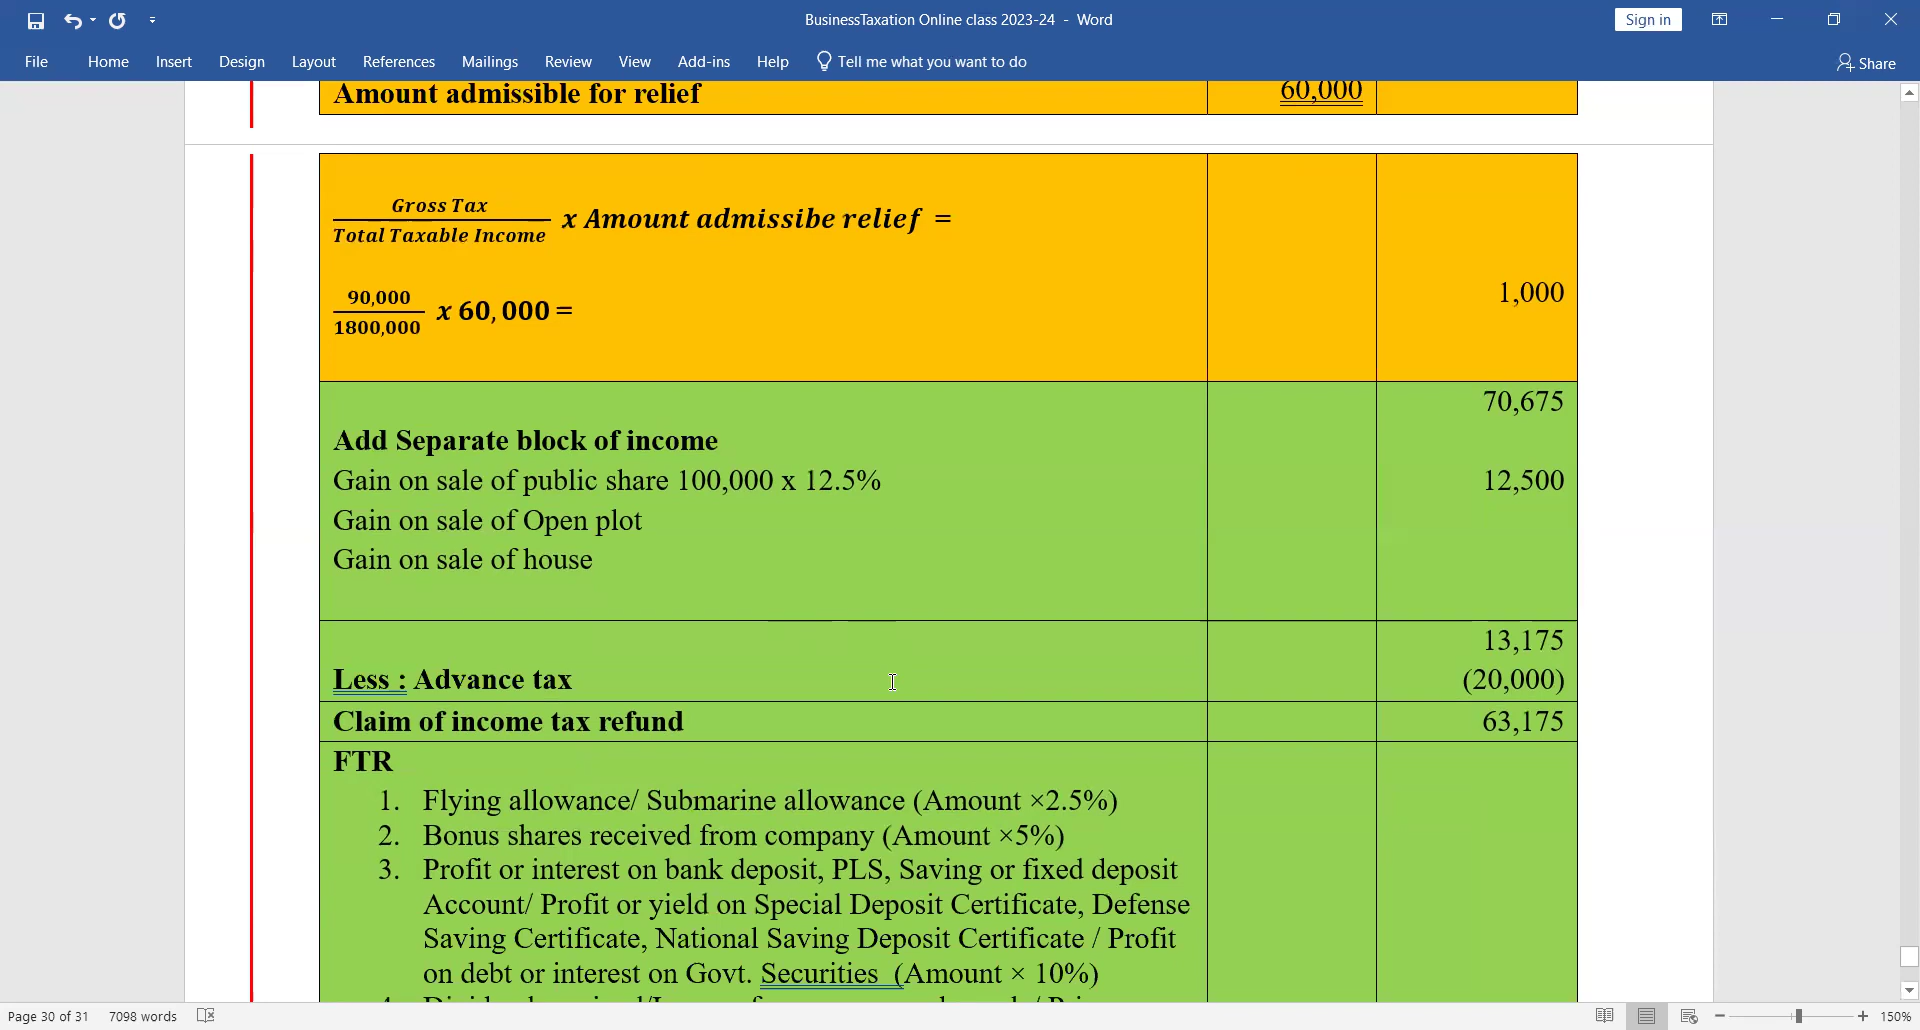 BusinessTaxation Online class 2023-24 - Word
Sign in
File Home Insert Design Layout References Mailings Review View Add-ins Help Tell me what you want to do
Share
Amount admissible for relief 60,000
Gross Tax
Total Taxable Income x Amount admissibe relief =
90,000
1800,000 x 60,000 =
1,000
70,675
Add Separate block of income
Gain on sale of public share 100,000 x 12.5% 12,500
Gain on sale of Open plot
Gain on sale of house
13,175
Less : Advance tax (20,000)
Claim of income tax refund 63,175
FTR
1. Flying allowance/ Submarine allowance (Amount ×2.5%)
2. Bonus shares received from company (Amount ×5%)
3. Profit or interest on bank deposit, PLS, Saving or fixed deposit
Account/ Profit or yield on Special Deposit Certificate, Defense
Saving Certificate, National Saving Deposit Certificate / Profit
on debt or interest on Govt. Securities (Amount × 10%)
Page 30 of 31 7098 words 150%